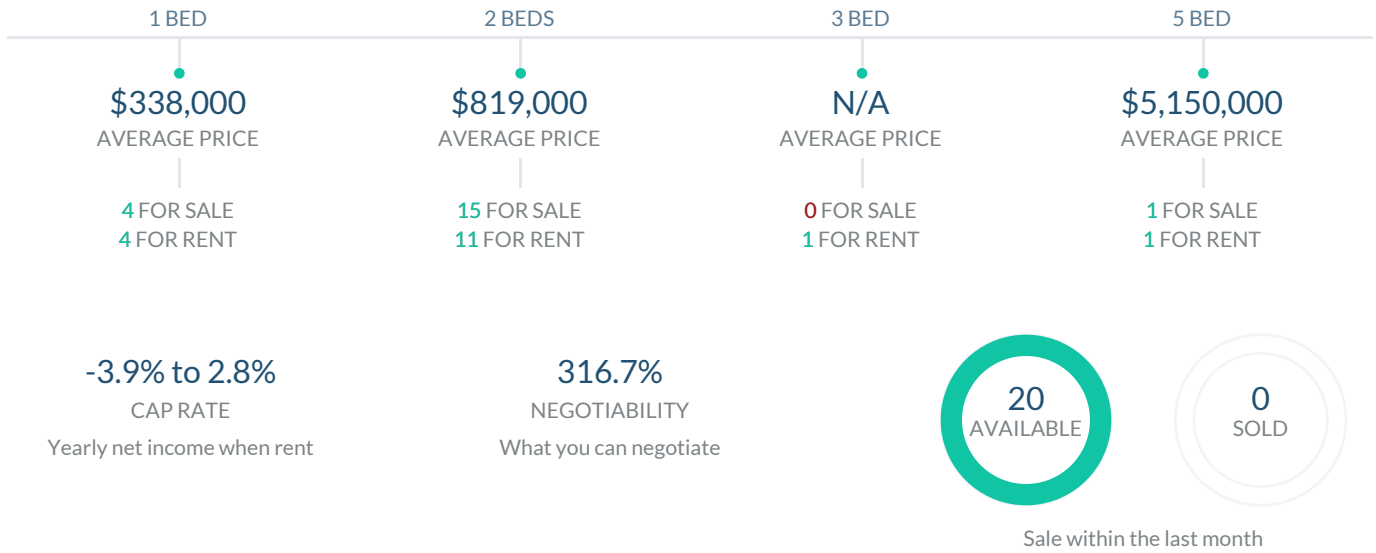 1 BED
2 BEDS
3 BED
5 BED
$338,000
$819,000
N/A
$5,150,000
AVERAGE PRICE
AVERAGE PRICE
AVERAGE PRICE
AVERAGE PRICE
4 FOR SALE
15 FOR SALE
0 FOR SALE
1 FOR SALE
4 FOR RENT
11 FOR RENT
1 FOR RENT
1 FOR RENT
-3.9% to 2.8%
CAP RATE
Yearly net income when rent
316.7%
NEGOTIABILITY
What you can negotiate
20
AVAILABLE
0
SOLD
Sale within the last month